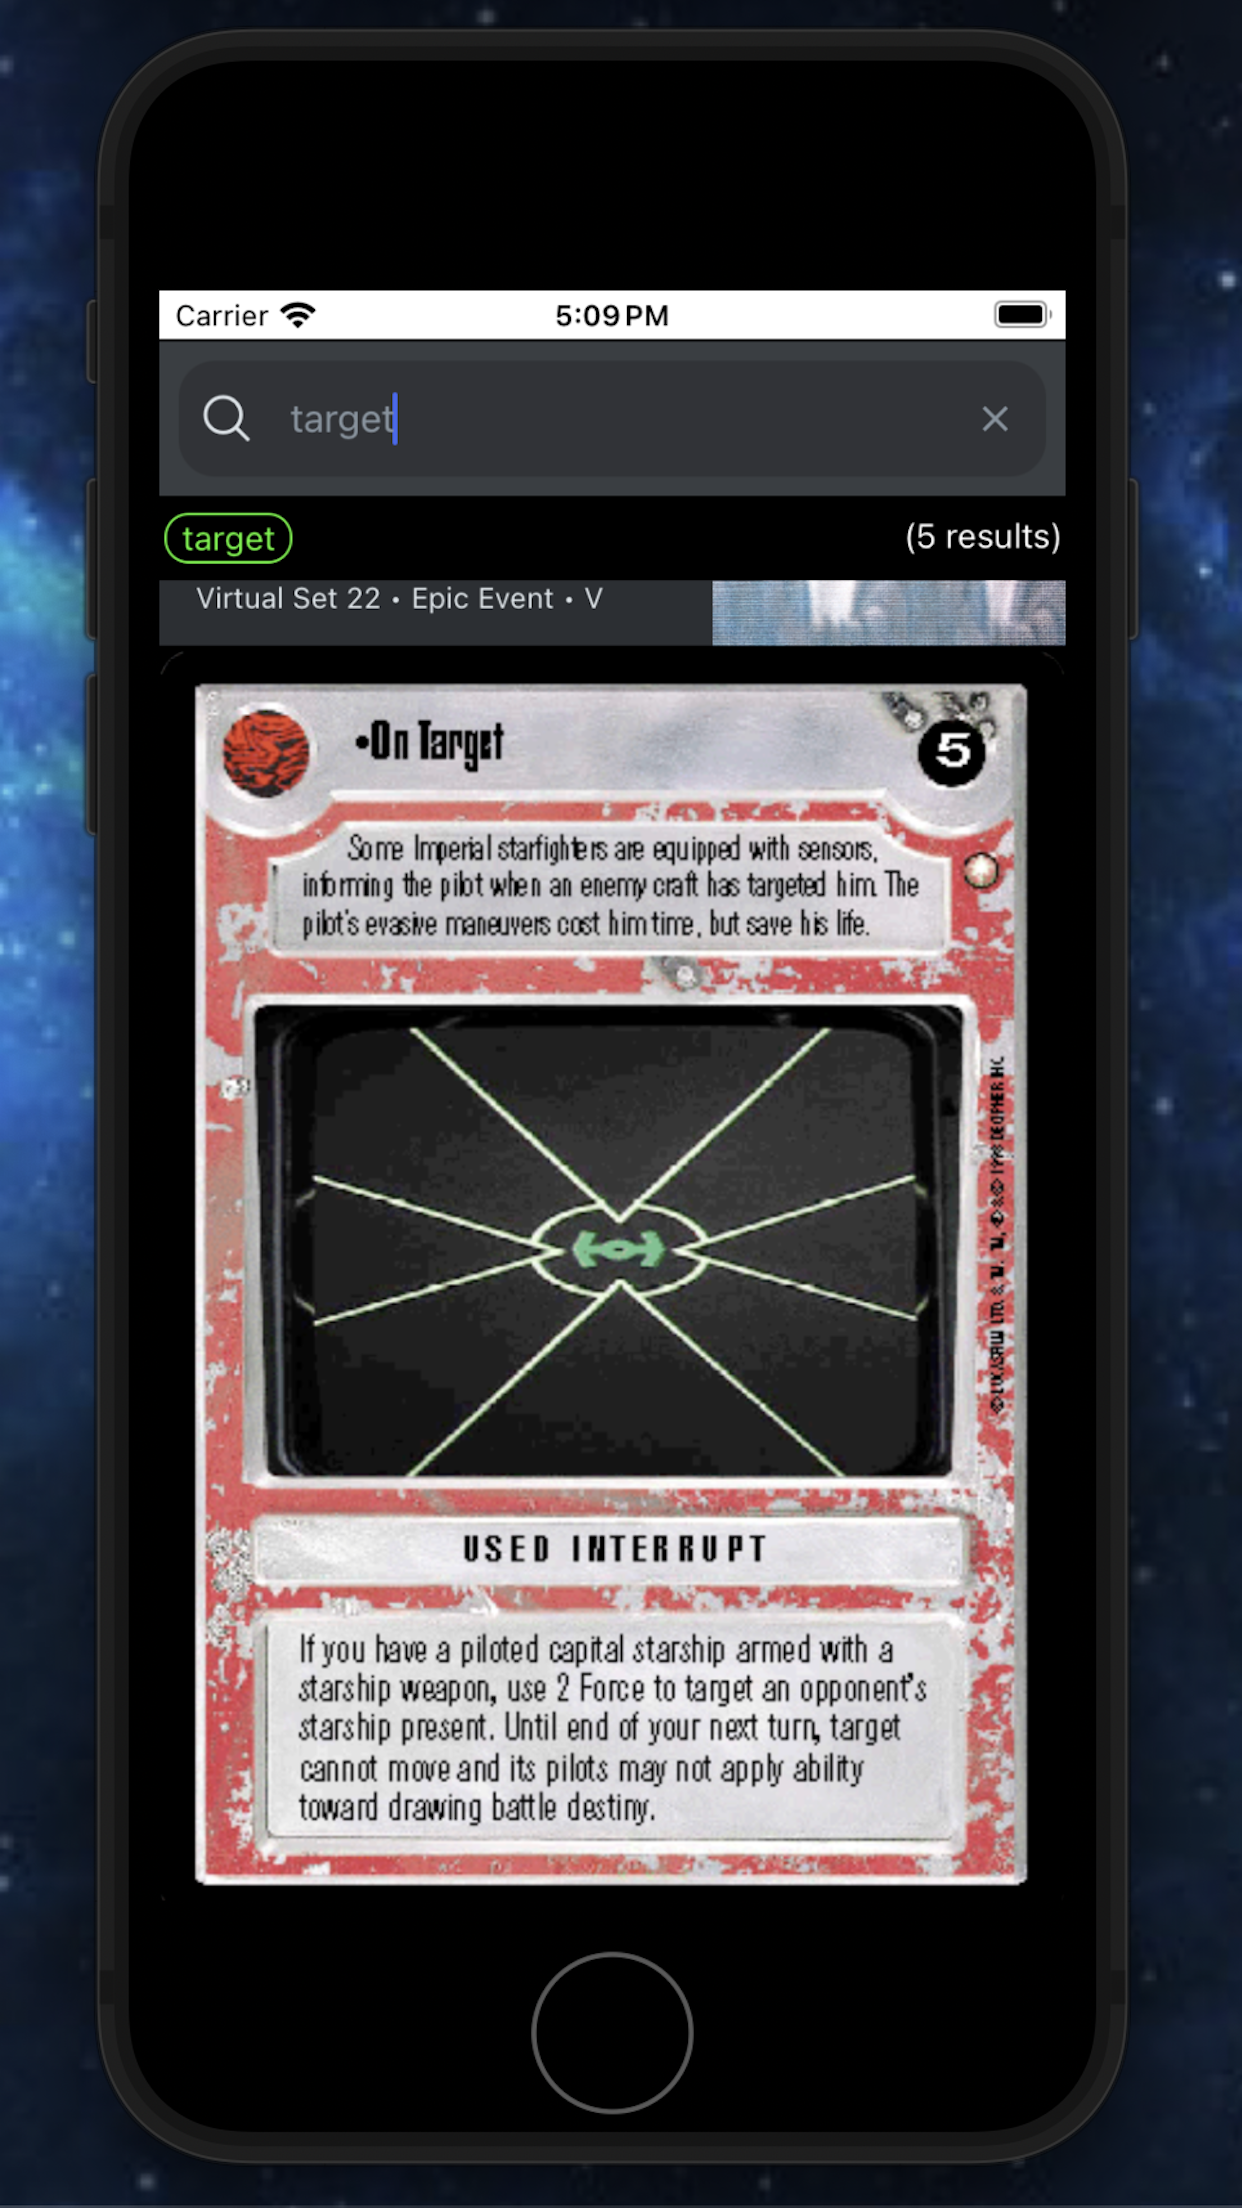 Carrier
5:09 PM
target
target
(5 results)
Virtual Set 22 • Epic Event • V
•On Target
5
Some Imperial starfighters are equipped with sensors,
informing the pilot when an enemy craft has targeted him. The
pilot's evasive maneuvers cost him time, but save his life.
USED INTERRUPT
If you have a piloted capital starship armed with a
starship weapon, use 2 Force to target an opponent's
starship present. Until end of your next turn, target
cannot move and its pilots may not apply ability
toward drawing battle destiny.